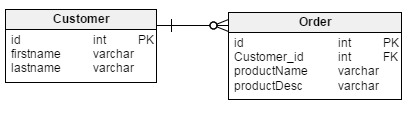 Customer
id int PK
firstname varchar
lastname varchar
Order
id int PK
Customer_id int FK
productName varchar
productDesc varchar